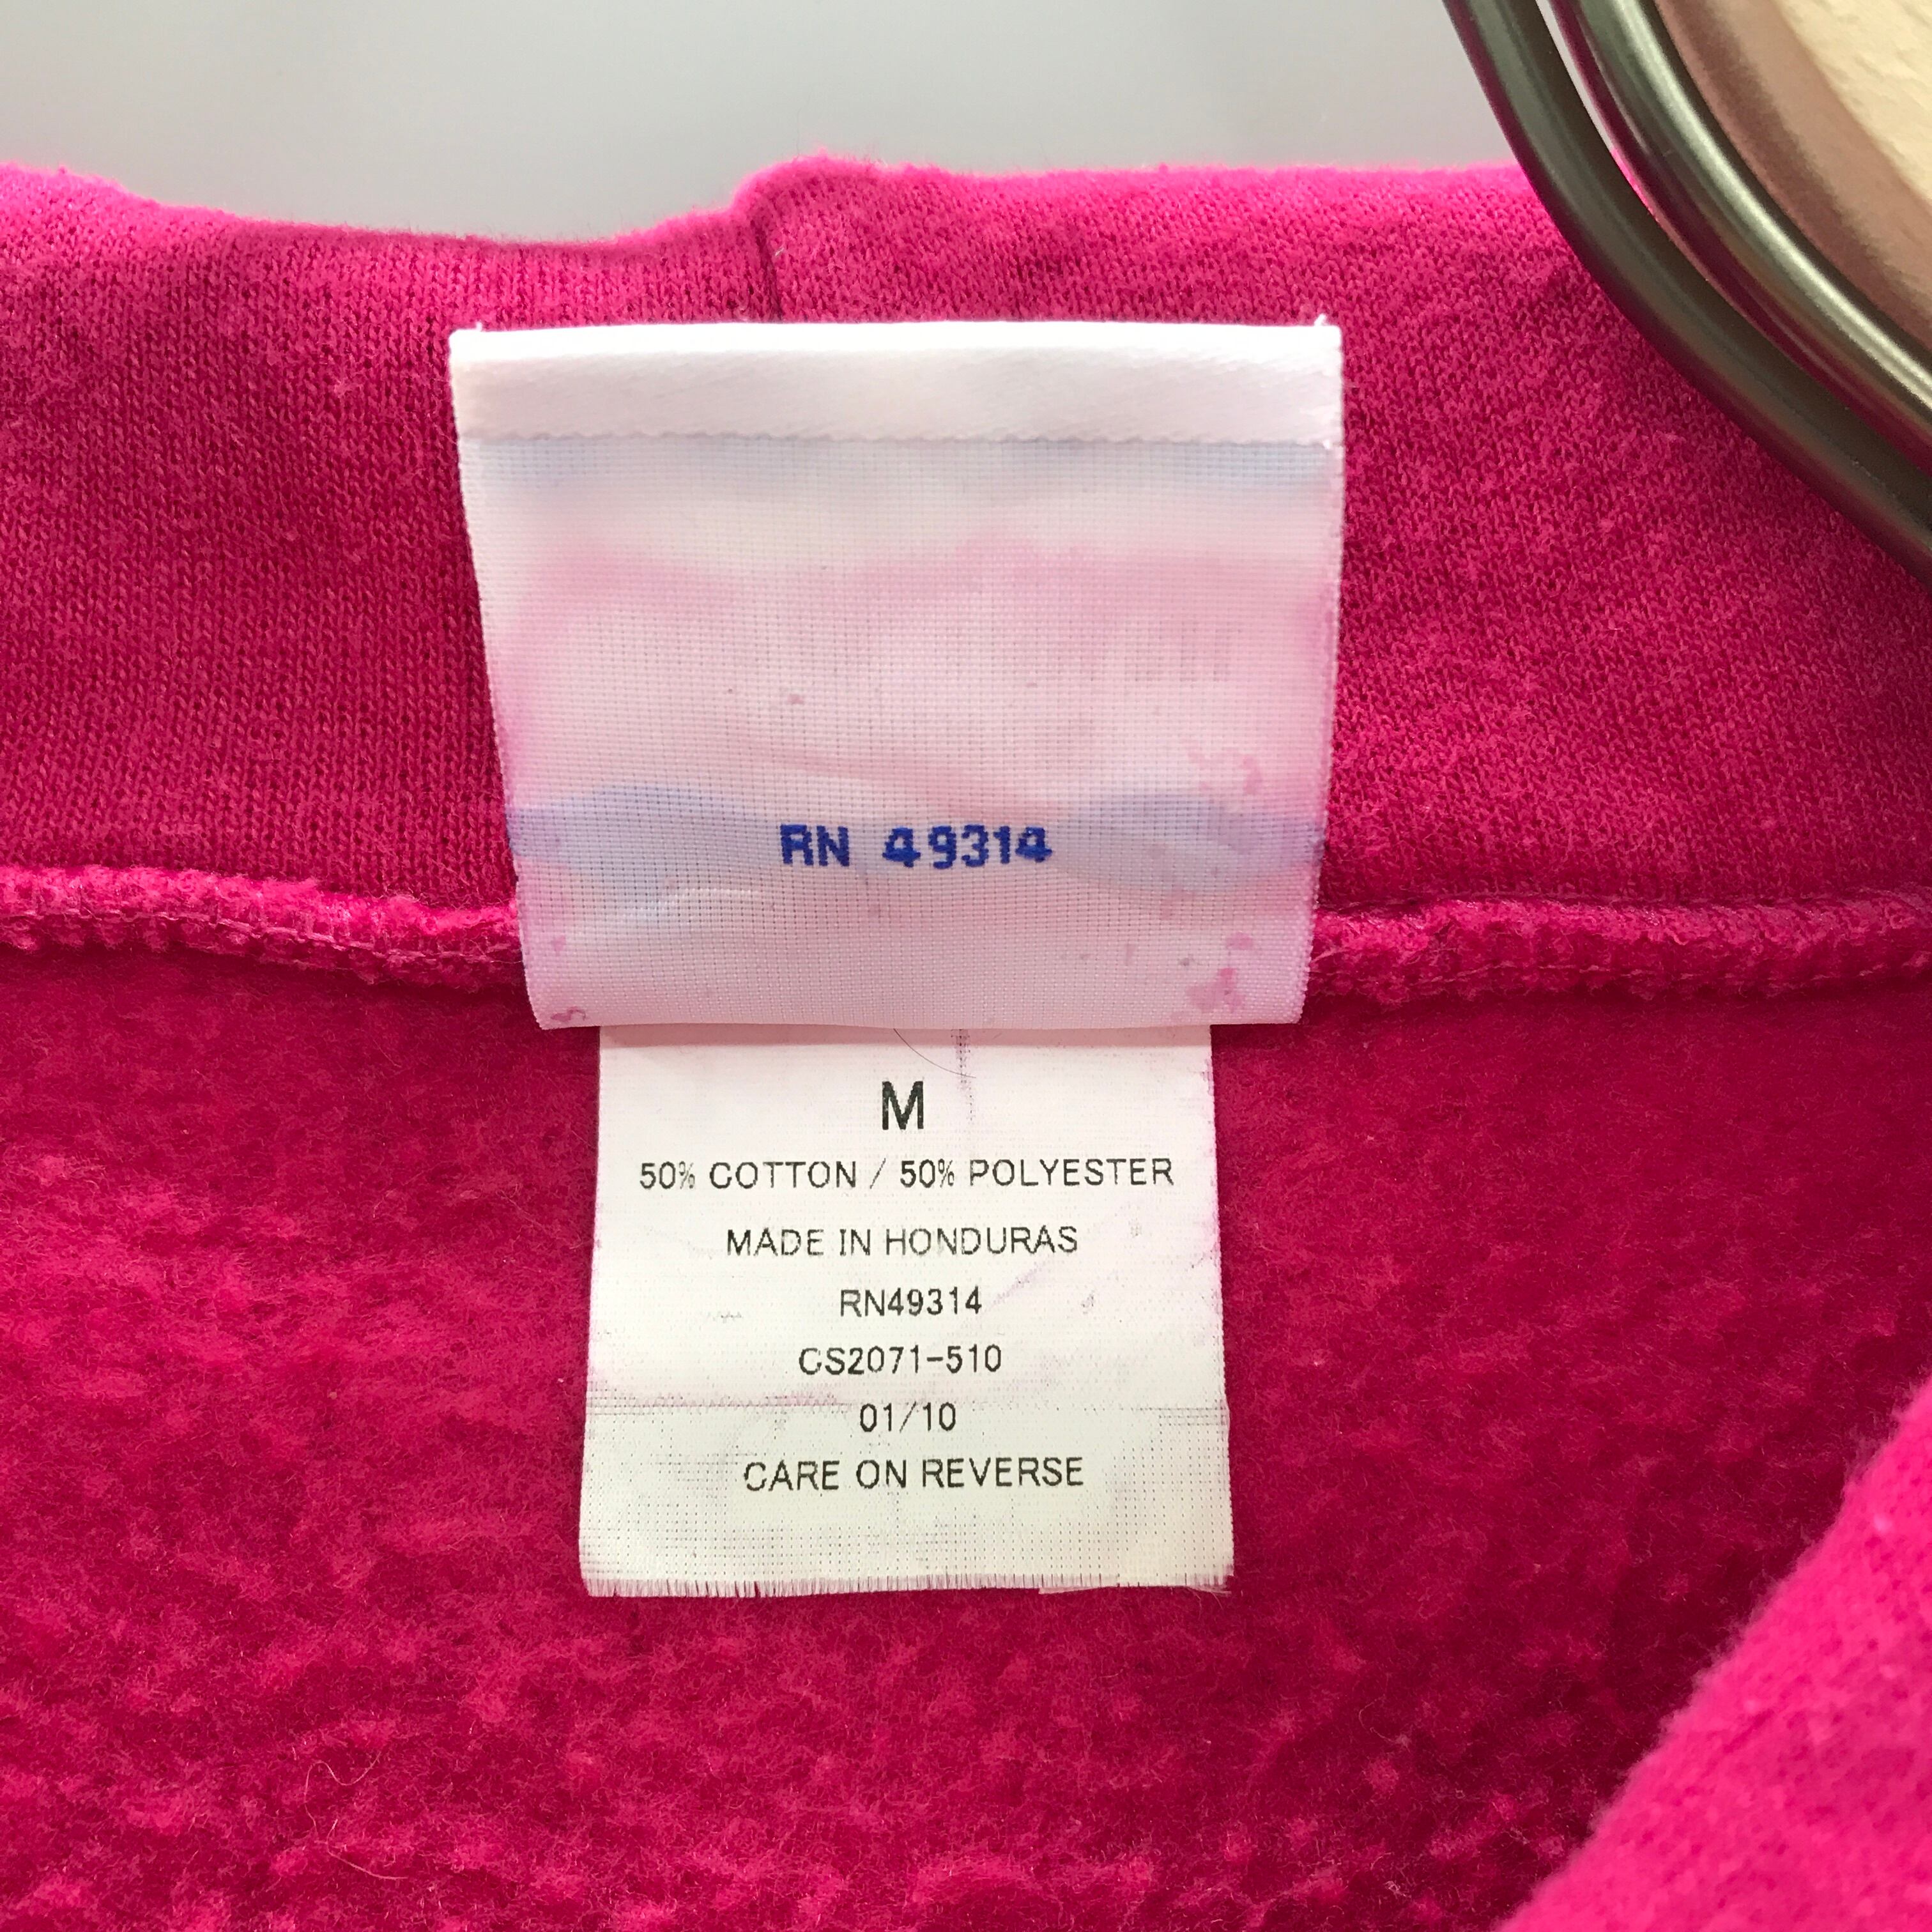 RN 49314
M
50% COTTON / 50% POLYESTER
MADE IN HONDURAS
RN49314
CS2071-510
01/10
CARE ON REVERSE